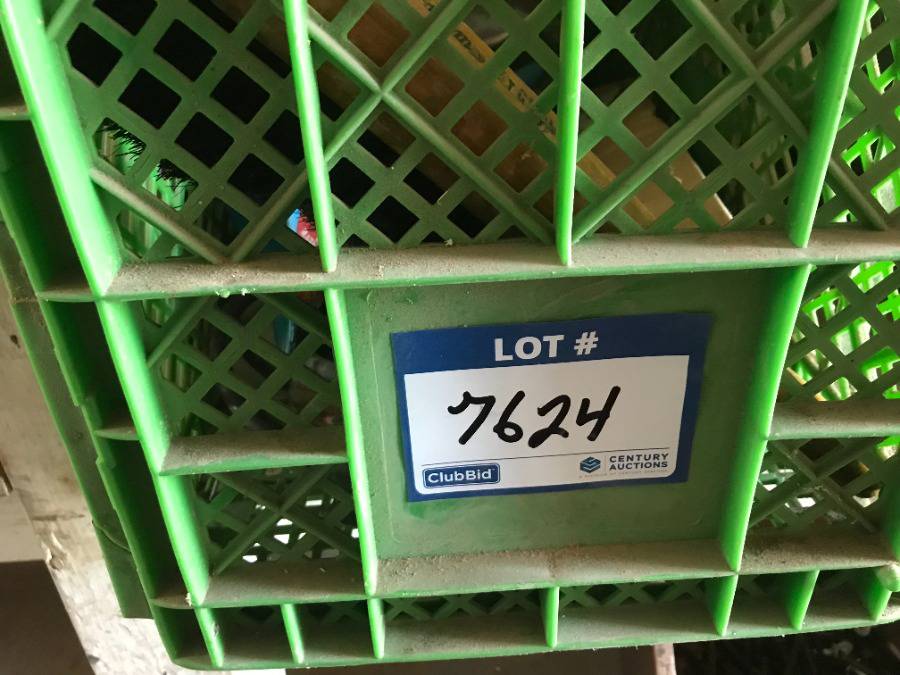 LOT #
7624
ClubBid
CENTURY
AUCTIONS